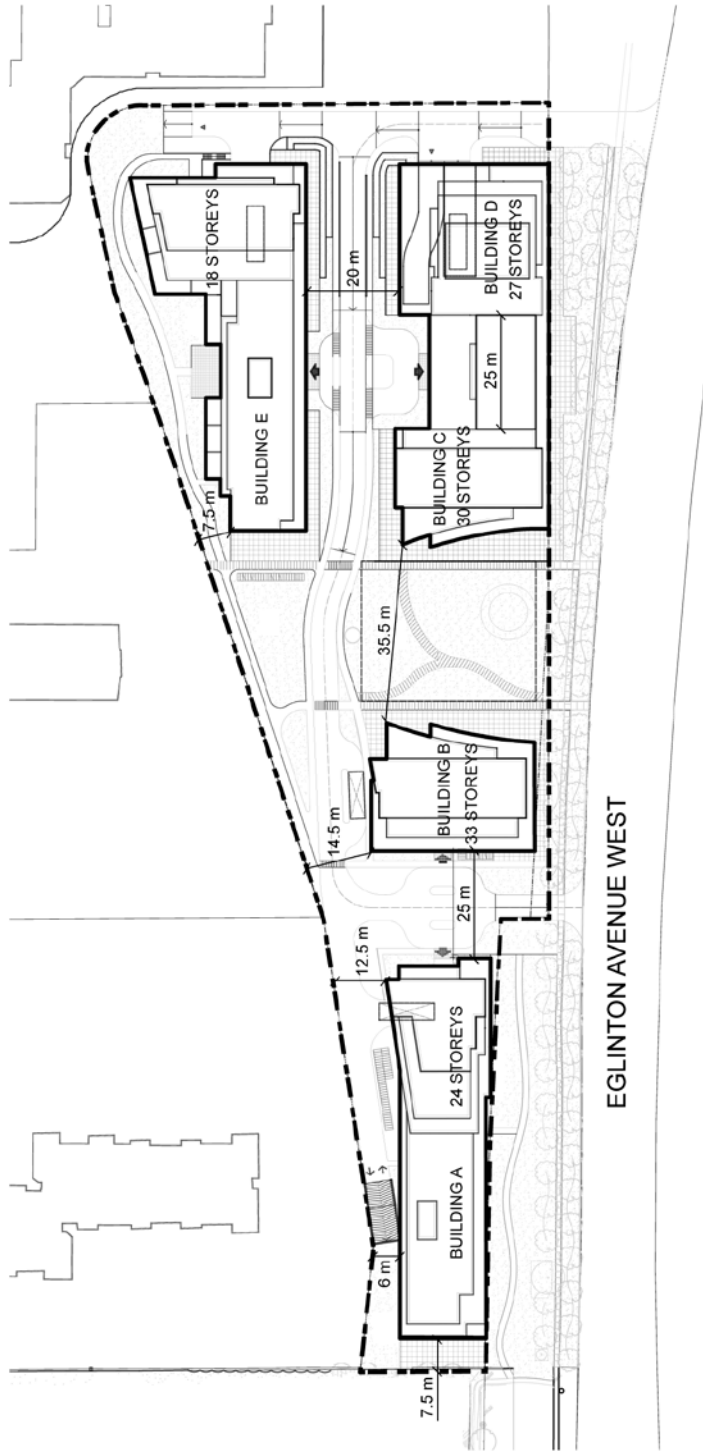 18 STOREYS
BUILDING E
7.5 m
20 m
BUILDING D
27 STOREYS
25 m
BUILDING C
30 STOREYS
35.5 m
BUILDING B
33 STOREYS
14.5 m
25 m
12.5 m
24 STOREYS
BUILDING A
6 m
7.5 m
EGLINTON AVENUE WEST